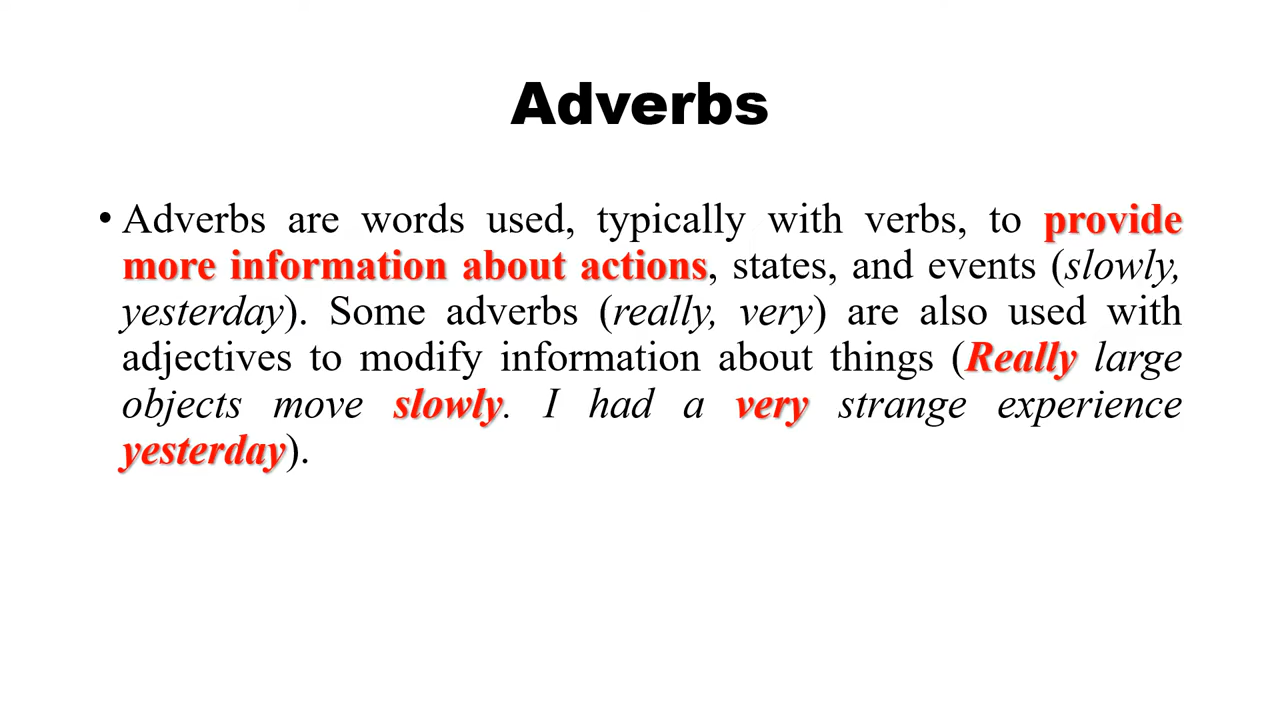 Adverbs
• Adverbs are words used, typically with verbs, to provide
more information about actions, states, and events (slowly,
yesterday). Some adverbs (really, very) are also used with
adjectives to modify information about things (Really large
objects move slowly. I had a very strange experience
yesterday).